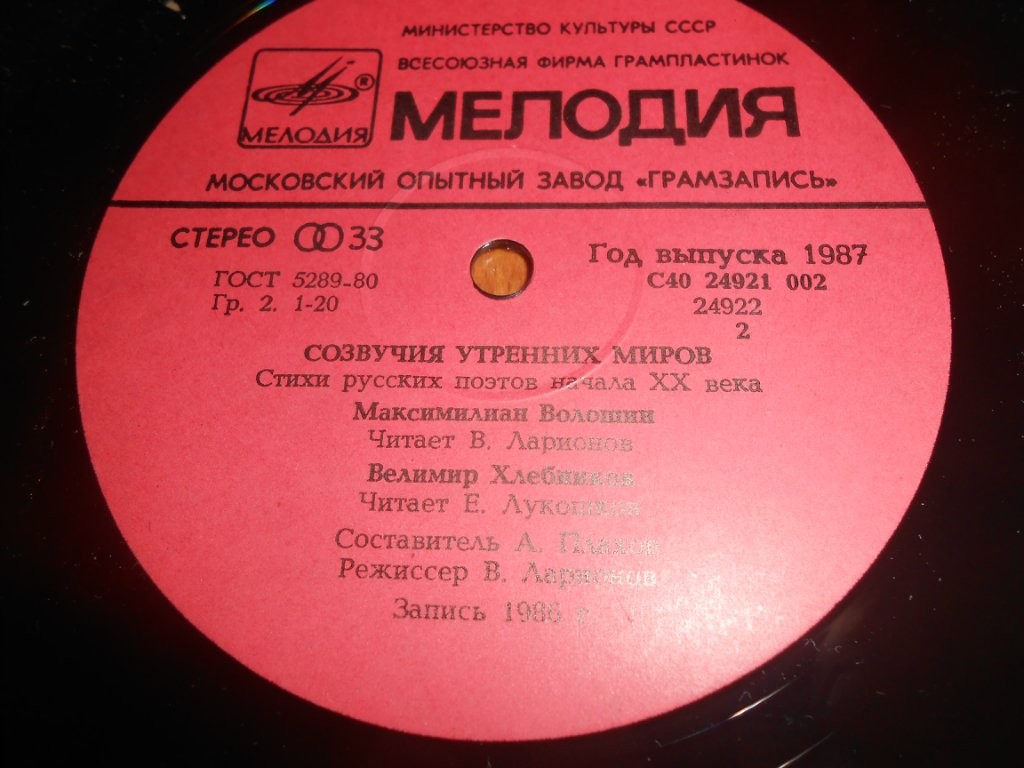 МИНИСТЕРСТВО КУЛЬТУРЫ СССР
ВСЕСОЮЗНАЯ ФИРМА ГРАМПЛАСТИНОК
МЕЛОДИЯ ®
МЕЛОДИЯ
МОСКОВСКИЙ ОПЫТНЫЙ ЗАВОД «ГРАМЗАПИСЬ»
СТЕРЕО 33
Год выпуска 1987
ГОСТ 5289-80
С40 24921 002
Гр. 2. 1-20
24922
2
СОЗВУЧИЯ УТРЕННИХ МИРОВ
Стихи русских поэтов начала XX века
Максимилиан Волошин
Читает В. Ларионов
Велимир Хлебников
Читает Е.
Составитель А.
Режиссер В. Ларионов
Запись 1986 г